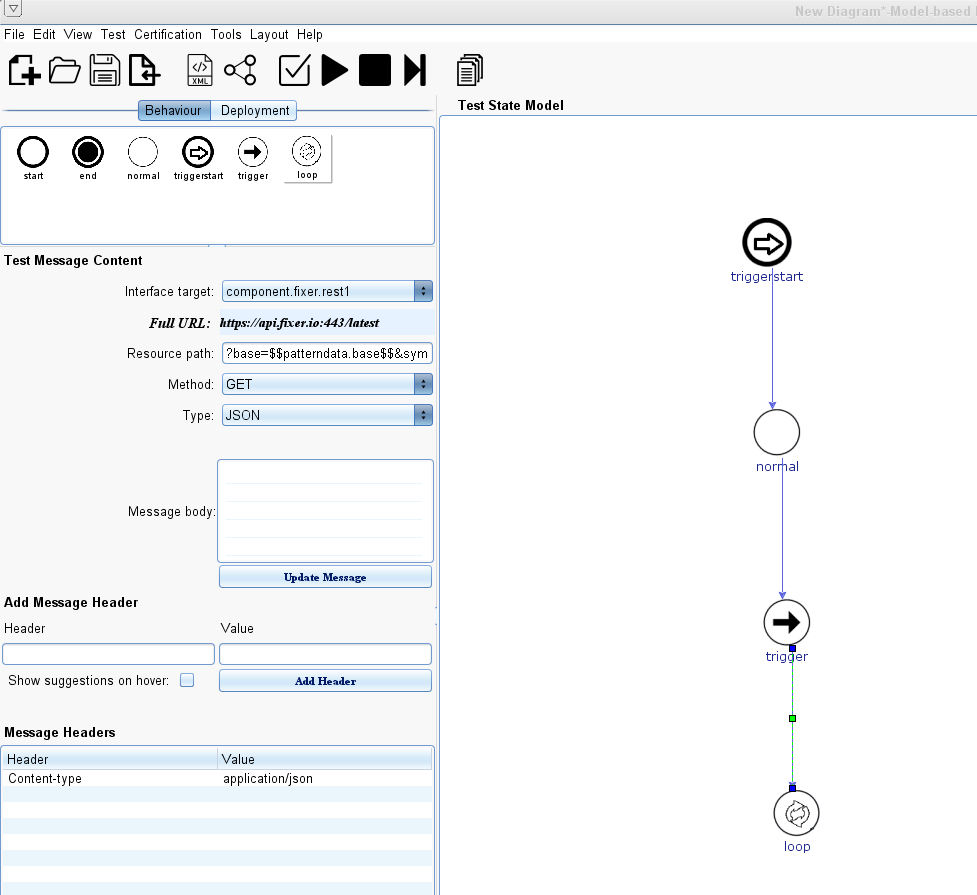 New Diagram*-Model-based
File Edit View Test Certification Tools Layout Help
</> XML
Behaviour Deployment
Test State Model
start end normal triggerstart trigger loop
Test Message Content
Interface target: component.fixer.rest1
Full URL: https://api.fixer.io:443/latest
Resource path: ?base=$$patterndata.base$$&sym
Method: GET
Type: JSON
Message body:
Update Message
Add Message Header
Header Value
Show suggestions on hover: Add Header
Message Headers
Header Value
Content-type application/json
triggerstart
normal
trigger
loop